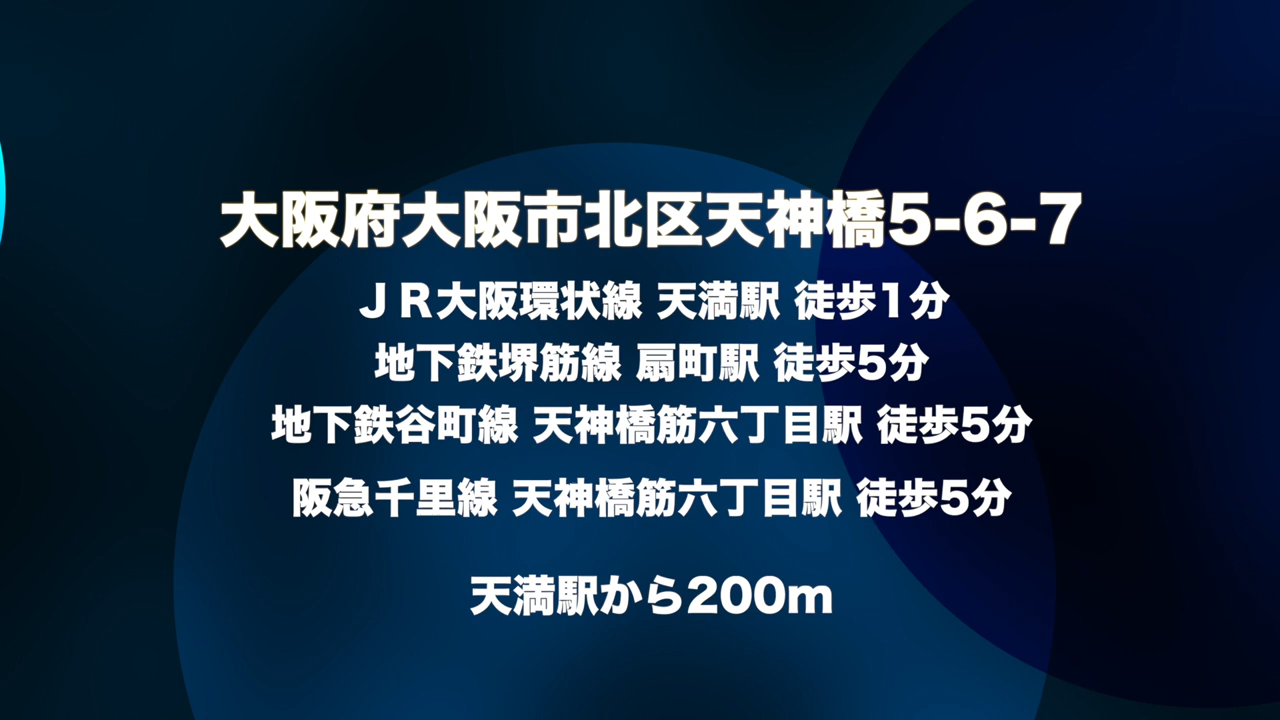 大阪府大阪市北区天神橋5-6-7
ＪＲ大阪環状線 天満駅 徒歩1分
地下鉄堺筋線 扇町駅 徒歩5分
地下鉄谷町線 天神橋筋六丁目駅 徒歩5分
阪急千里線 天神橋筋六丁目駅 徒歩5分
天満駅から200m